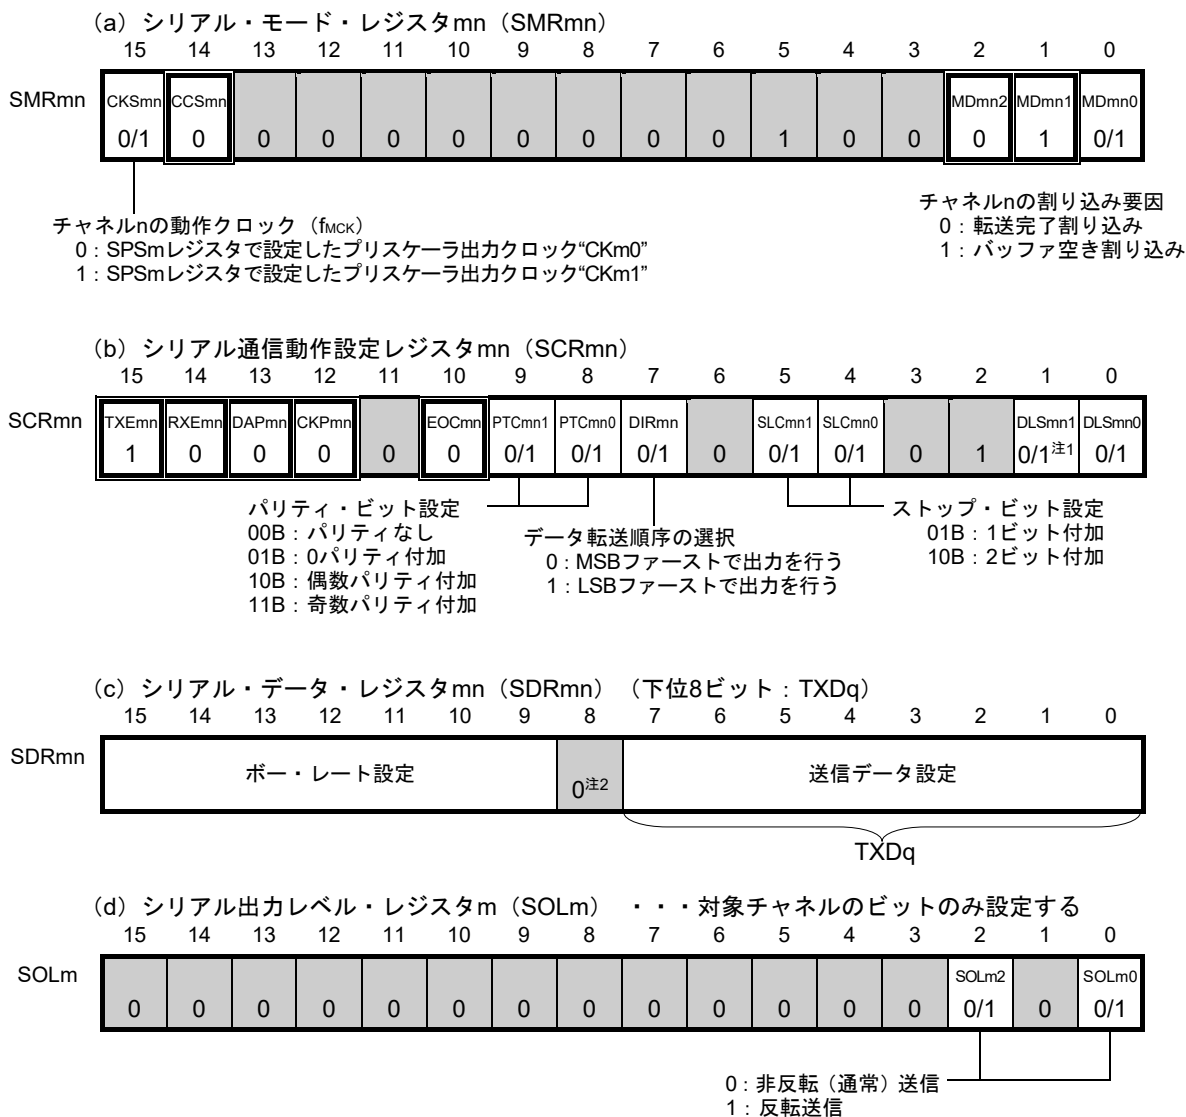 (a) シリアル・モード・レジスタmn (SMRmn)
15 14 13 12 11 10 9 8 7 6 5 4 3 2 1 0
SMRmn
CKSmn CCSmn MDmn2 MDmn1 MDmn0
0/1 0 0 0 0 0 0 0 0 0 1 0 0 0 1 0/1
チャネルnの動作クロック (fMCK)
0:SPSmレジスタで設定したプリスケーラ出力クロック“CKm0”
1:SPSmレジスタで設定したプリスケーラ出力クロック“CKm1”
チャネルnの割り込み要因
0:転送完了割り込み
1:バッファ空き割り込み
(b) シリアル通信動作設定レジスタmn (SCRmn)
15 14 13 12 11 10 9 8 7 6 5 4 3 2 1 0
SCRmn
TXEmn RXEmn DAPmn CKPmn EOCmn PTCmn1 PTCmn0 DIRmn SLCmn1 SLCmn0 DLSmn1 DLSmn0
1 0 0 0 0 0 0/1 0/1 0/1 0 0/1 0/1 0 1 0/1注1 0/1
パリティ・ビット設定
00B:パリティなし
01B:0パリティ付加
10B:偶数パリティ付加
11B:奇数パリティ付加
データ転送順序の選択
0:MSBファーストで出力を行う
1:LSBファーストで出力を行う
ストップ・ビット設定
01B:1ビット付加
10B:2ビット付加
(c) シリアル・データ・レジスタmn (SDRmn) (下位8ビット:TXDq)
15 14 13 12 11 10 9 8 7 6 5 4 3 2 1 0
SDRmn
ボー・レート設定 0注2 送信データ設定
TXDq
(d) シリアル出力レベル・レジスタm (SOLm) ・・・対象チャネルのビットのみ設定する
15 14 13 12 11 10 9 8 7 6 5 4 3 2 1 0
SOLm
SOLm2 SOLm0
0 0 0 0 0 0 0 0 0 0 0 0 0 0/1 0 0/1
0:非反転(通常)送信
1:反転送信